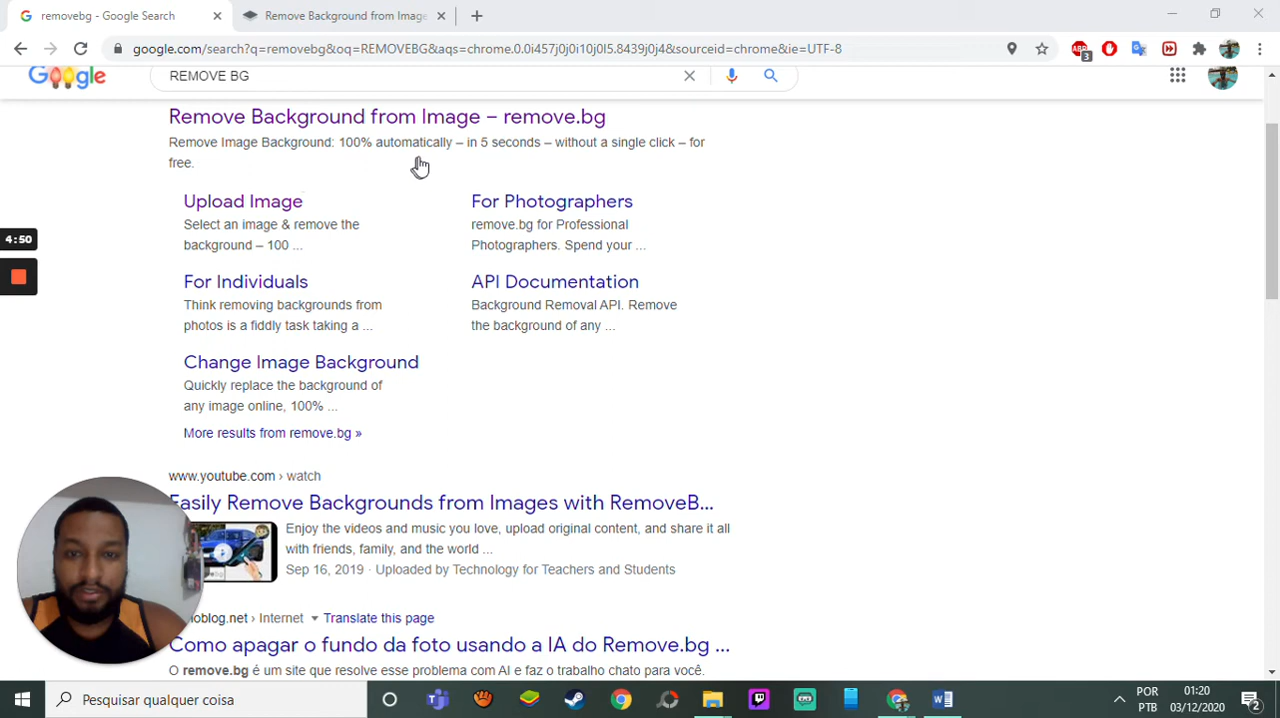 removebg - Google Search
Remove Background from Image
google.com/search?q=removebg&oq=REMOVEBG&aqs=chrome.0.0i457j0j0i10j0l5.8439j0j4&sourceid=chrome&ie=UTF-8
3
Google
REMOVE BG
Remove Background from Image – remove.bg
Remove Image Background: 100% automatically – in 5 seconds – without a single click – for
free.
Upload Image
Select an image & remove the
background – 100 ...
For Photographers
remove.bg for Professional
Photographers. Spend your ...
4:50
For Individuals
Think removing backgrounds from
photos is a fiddly task taking a ...
API Documentation
Background Removal API. Remove
the background of any ...
Change Image Background
Quickly replace the background of
any image online, 100% ...
More results from remove.bg »
www.youtube.com › watch
Easily Remove Backgrounds from Images with RemoveB...
Enjoy the videos and music you love, upload original content, and share it all
with friends, family, and the world ...
Sep 16, 2019 · Uploaded by Technology for Teachers and Students
oblog.net › Internet
Translate this page
Como apagar o fundo da foto usando a IA do Remove.bg ...
O remove.bg é um site que resolve esse problema com AI e faz o trabalho chato para você.
Pesquisar qualquer coisa
POR
PTB
01:20
03/12/2020
2